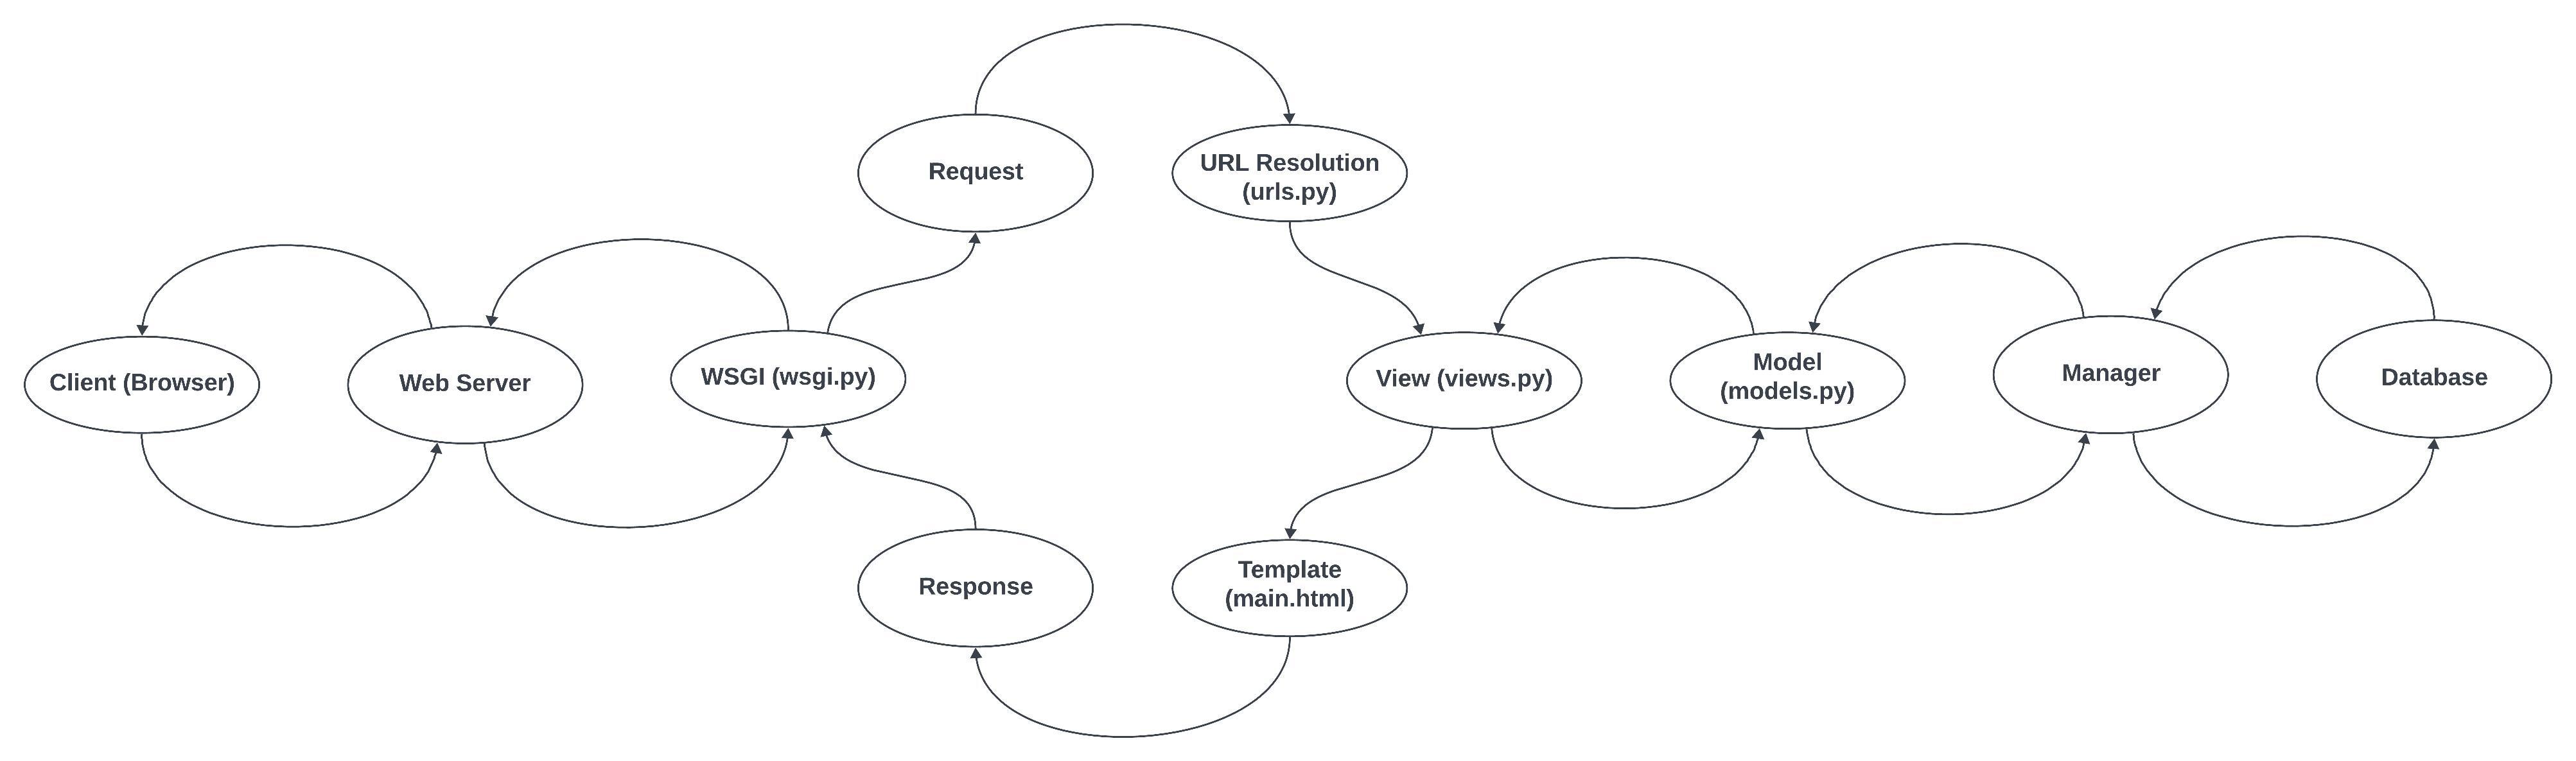 Request
URL Resolution
(urls.py)
Client (Browser)
Web Server
WSGI (wsgi.py)
View (views.py)
Model
(models.py)
Manager
Database
Response
Template
(main.html)